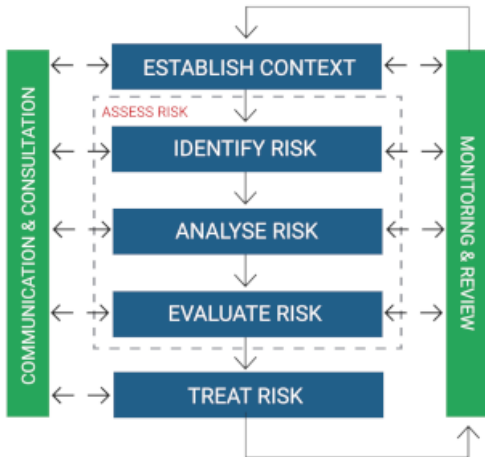 ESTABLISH CONTEXT
ASSESS RISK
IDENTIFY RISK
ANALYSE RISK
EVALUATE RISK
TREAT RISK
COMMUNICATION & CONSULTATION
MONITORING & REVIEW